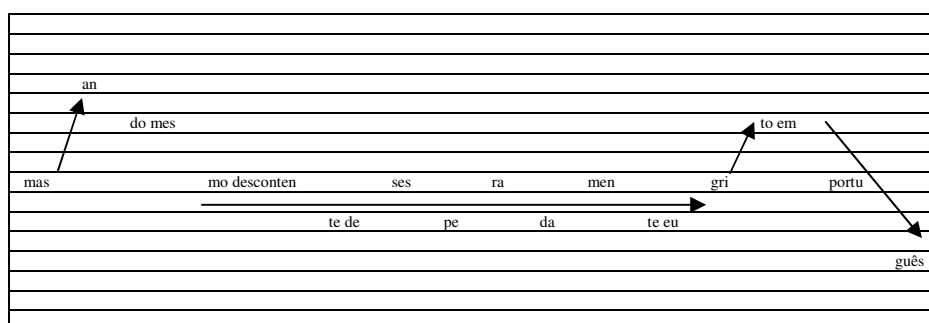 an
do mes to em
mas mo desconten ses ra men gri portu
te de pe da te eu
guês